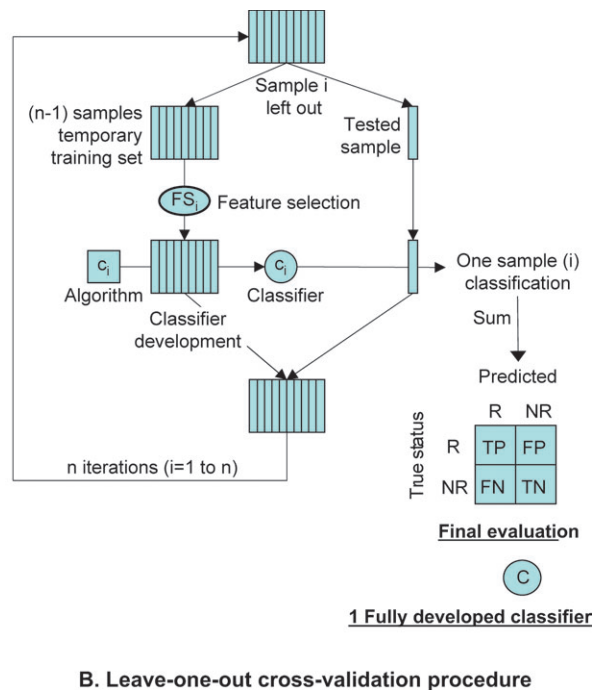 Sample i
left out
(n-1) samples
temporary
training set
Tested
sample
FSi
Feature selection
ci
Algorithm
ci
Classifier
Classifier
development
One sample (i)
classification
Sum
Predicted
R NR
True status
R TP FP
NR FN TN
n iterations (i=1 to n)
Final evaluation
C
1 Fully developed classifier
B. Leave-one-out cross-validation procedure